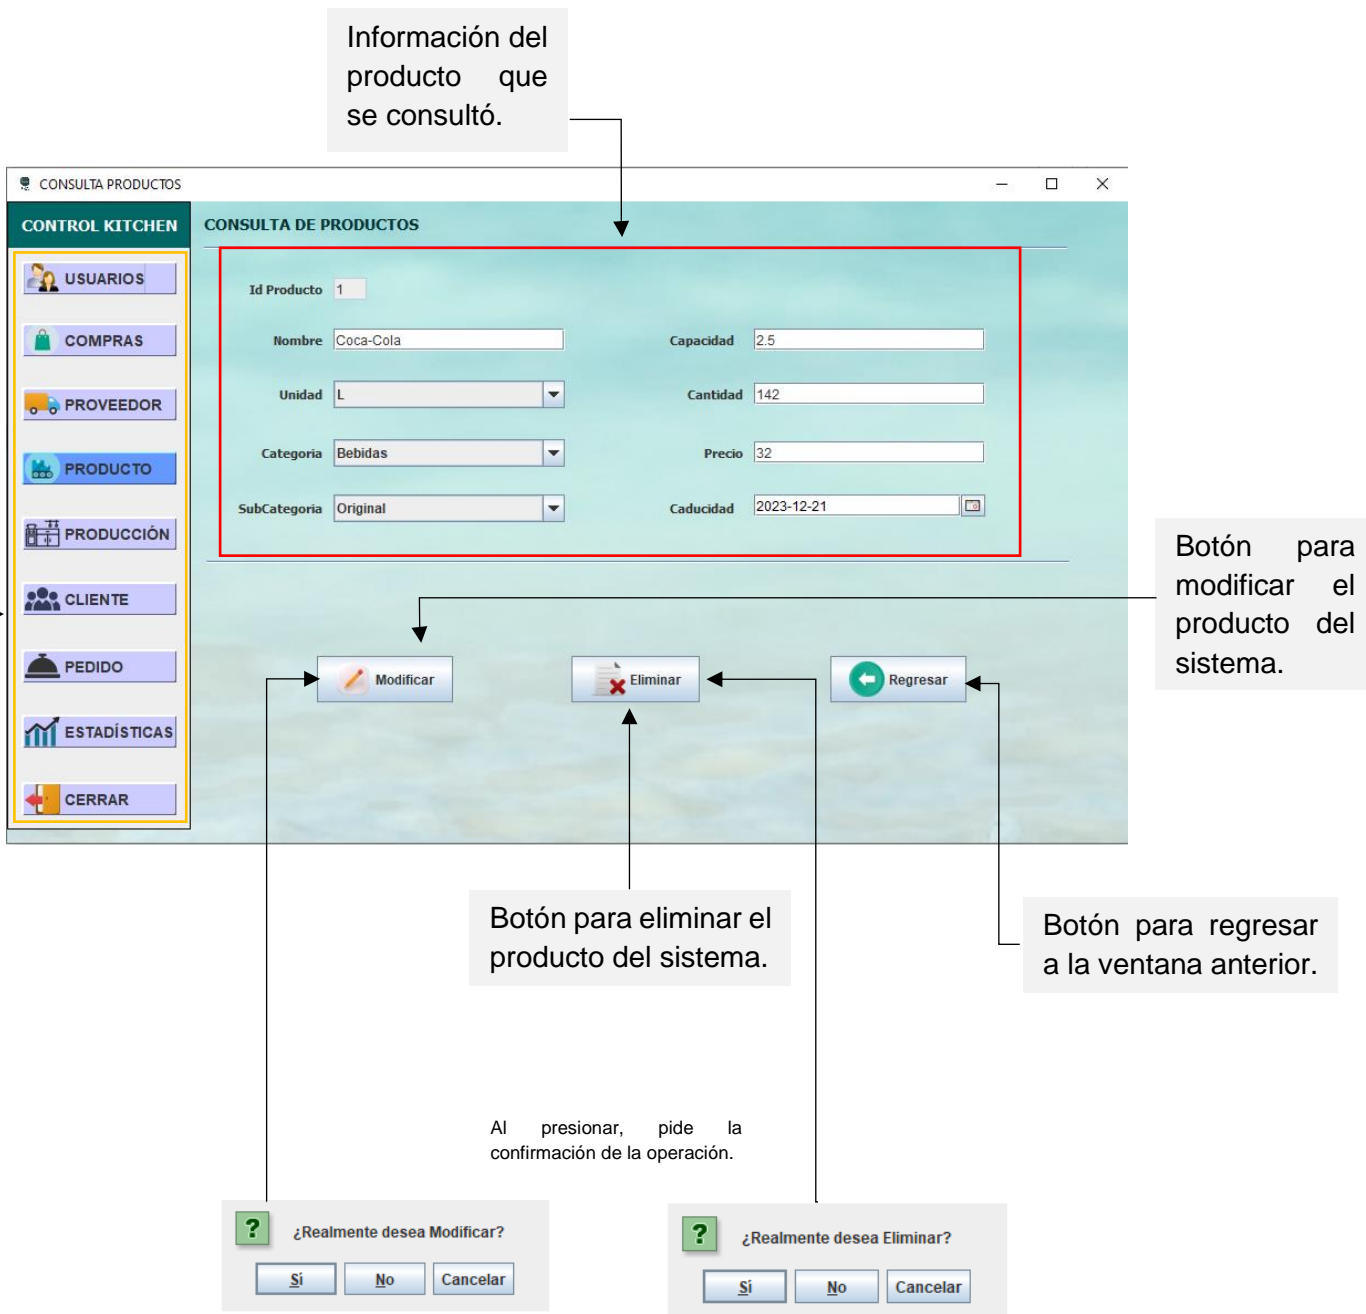 Información del
producto que
se consultó.
CONSULTA PRODUCTOS
CONTROL KITCHEN
CONSULTA DE PRODUCTOS
USUARIOS
COMPRAS
PROVEEDOR
PRODUCTO
PRODUCCIÓN
CLIENTE
PEDIDO
ESTADÍSTICAS
CERRAR
Id Producto 1
Nombre Coca-Cola
Capacidad 2.5
Unidad L
Cantidad 142
Categoria Bebidas
Precio 32
SubCategoria Original
Caducidad 2023-12-21
Modificar
Eliminar
Regresar
Botón para
modificar el
producto del
sistema.
Botón para eliminar el
producto del sistema.
Botón para regresar
a la ventana anterior.
Al presionar, pide la
confirmación de la operación.
¿Realmente desea Modificar?
Sí No Cancelar
¿Realmente desea Eliminar?
Sí No Cancelar